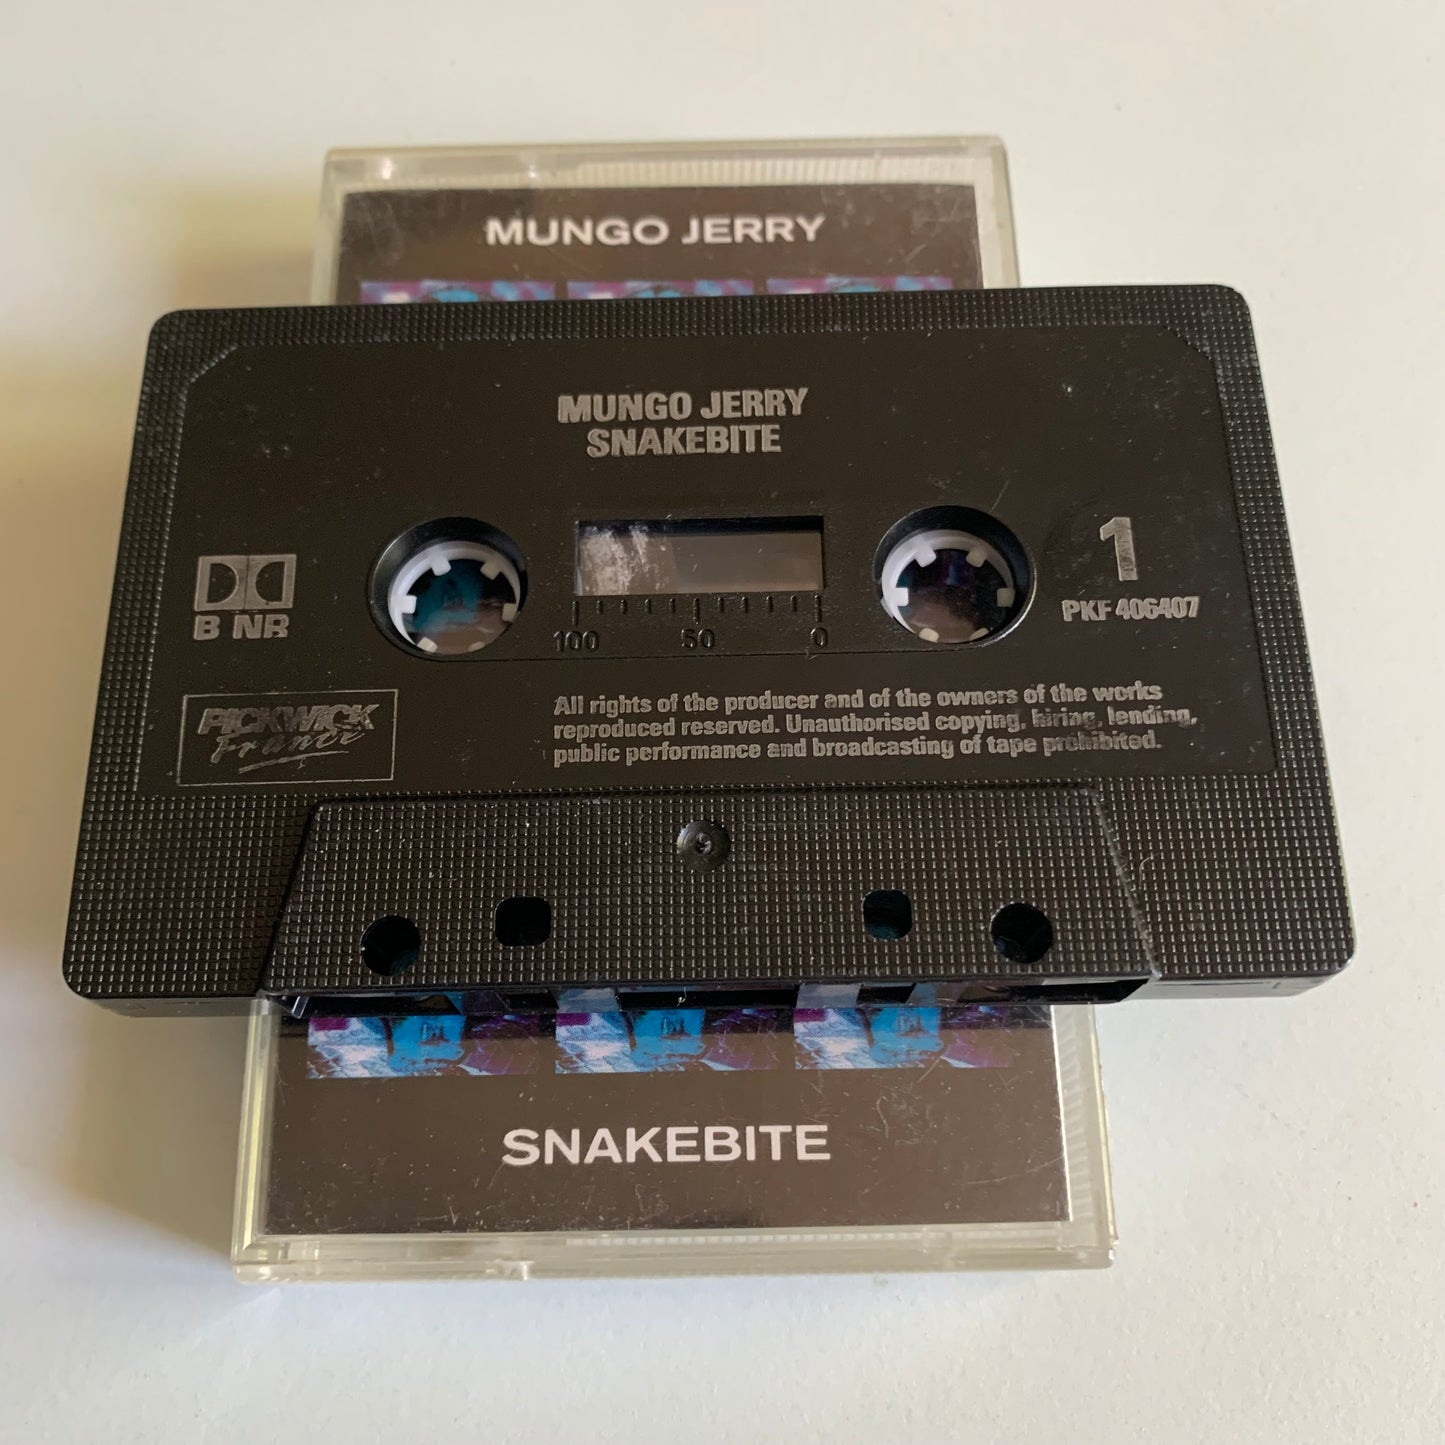 MUNGO JERRY
MUNGO JERRY
SNAKEBITE
B NR
100 50 0
1
PKF 406407
PICKWICK
France
All rights of the producer and of the owners of the works
reproduced reserved. Unauthorised copying, hiring, lending,
public performance and broadcasting of tape prohibited.
SNAKEBITE